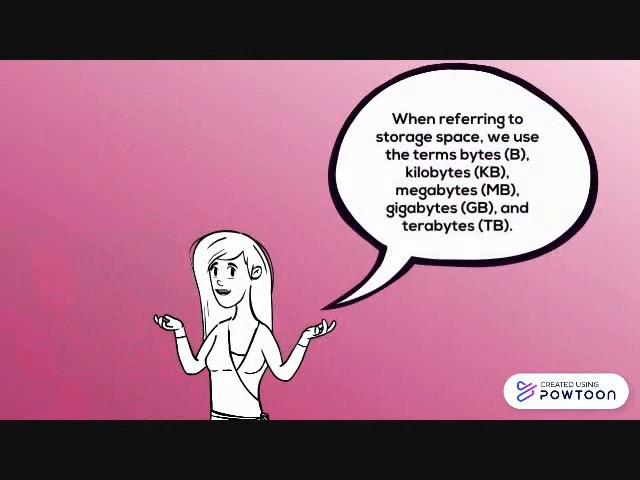 When referring to
storage space, we use
the terms bytes (B),
kilobytes (KB),
megabytes (MB),
gigabytes (GB), and
terabytes (TB).
CREATED USING
POWTOON